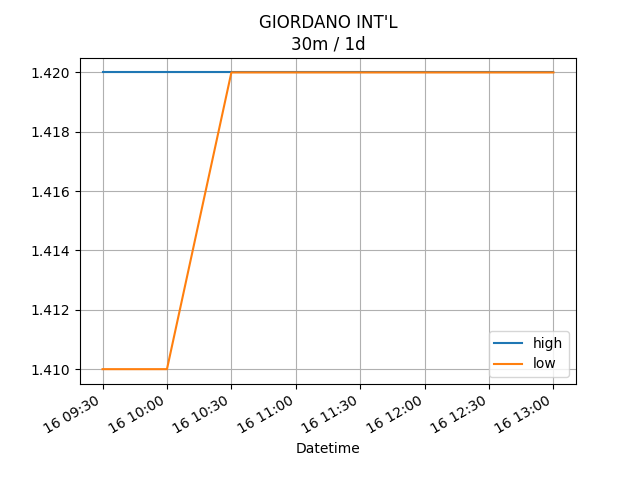 GIORDANO INT'L
30m / 1d
1.420
1.418
1.416
1.414
1.412
1.410
high
low
16 09:30
16 10:00
16 10:30
16 11:00
16 11:30
16 12:00
16 12:30
16 13:00
Datetime